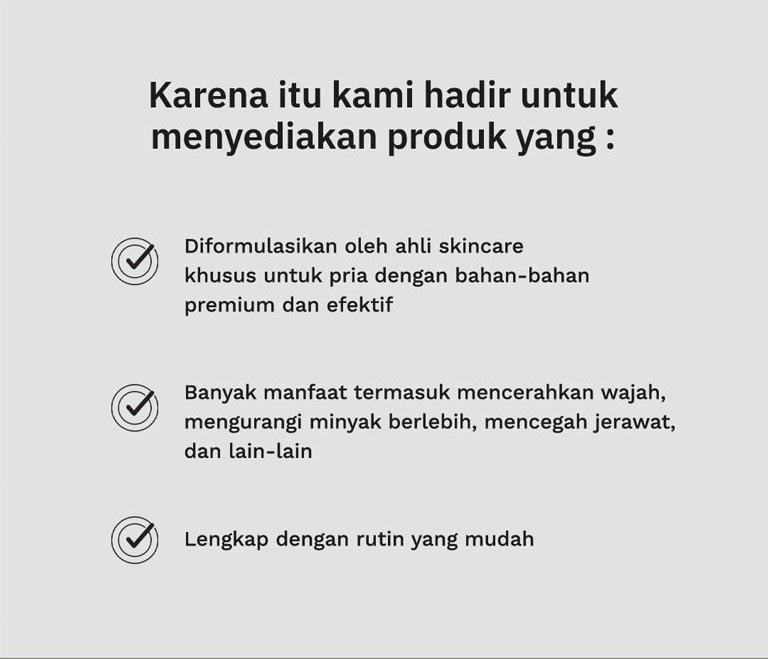 Karena itu kami hadir untuk
menyediakan produk yang :
Diformulasikan oleh ahli skincare
khusus untuk pria dengan bahan-bahan
premium dan efektif
Banyak manfaat termasuk mencerahkan wajah,
mengurangi minyak berlebih, mencegah jerawat,
dan lain-lain
Lengkap dengan rutin yang mudah